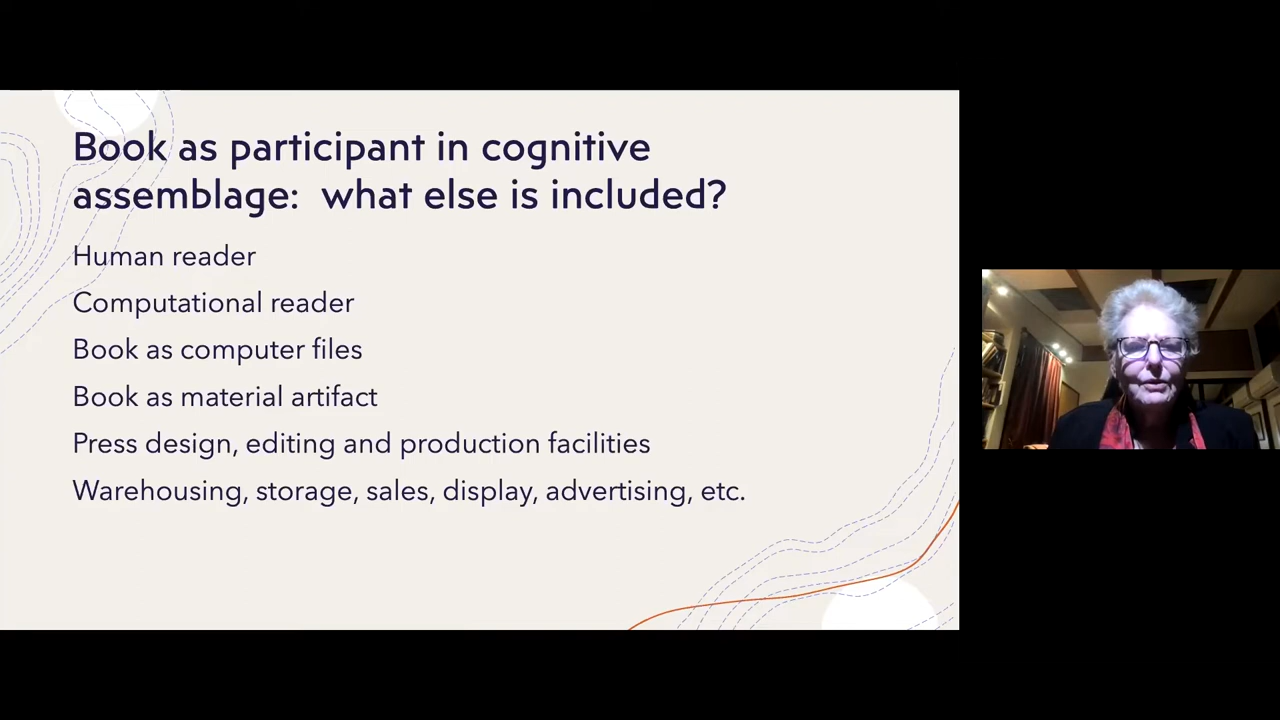 Book as participant in cognitive
assemblage:  what else is included?
Human reader
Computational reader
Book as computer files
Book as material artifact
Press design, editing and production facilities
Warehousing, storage, sales, display, advertising, etc.